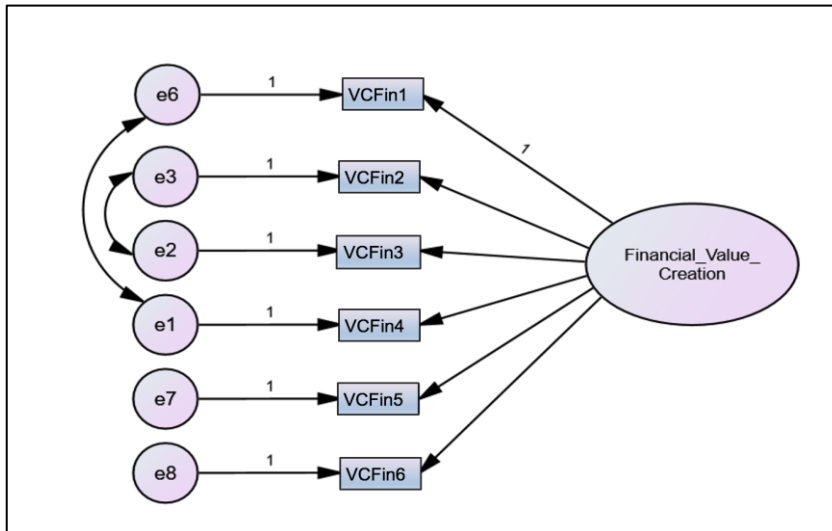 e6 1 VCFin1
1
e3 1 VCFin2
e2 1 VCFin3
Financial_Value_
Creation
e1 1 VCFin4
e7 1 VCFin5
e8 1 VCFin6